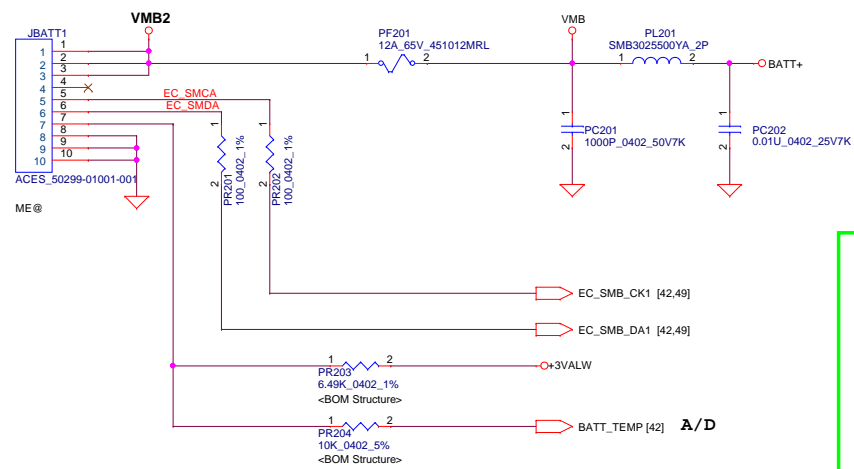 JBATT1
VMB2
PF201
12A_65V_451012MRL
VMB
PL201
SMB3025500YA_2P
1
2
3
4
5
6
7
8
9
10
1
2
3
4
5
6
7
8
9
10
1
2
1
2
BATT+
EC_SMCA
EC_SMDA
ACES_50299-01001-001
ME@
1
2
PR201
100_0402_1%
1
2
PR202
100_0402_1%
1
2
PC201
1000P_0402_50V7K
1
2
PC202
0.01U_0402_25V7K
EC_SMB_CK1 [42,49]
EC_SMB_DA1 [42,49]
1
2
PR203
6.49K_0402_1%
<BOM Structure>
+3VALW
1
2
PR204
10K_0402_5%
<BOM Structure>
BATT_TEMP [42]
A/D